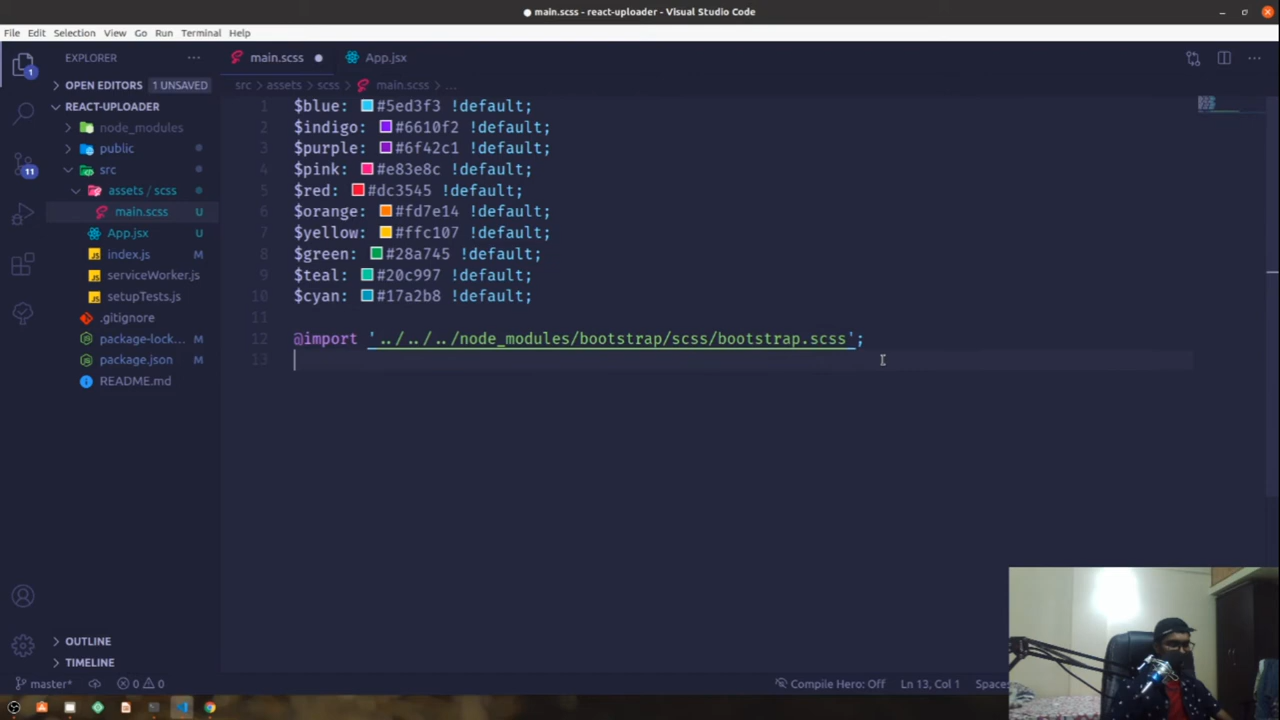 main.scss - react-uploader - Visual Studio Code
File Edit Selection View Go Run Terminal Help
1
EXPLORER
main.scss
App.jsx
OPEN EDITORS 1 UNSAVED
src > assets > scss > main.scss > ...
REACT-UPLOADER
node_modules
public
src
assets / scss
main.scss U
App.jsx U
index.js M
serviceWorker.js
setupTests.js
.gitignore
package-lock... M
package.json M
README.md
11
1 $blue: #5ed3f3 !default;
2 $indigo: #6610f2 !default;
3 $purple: #6f42c1 !default;
4 $pink: #e83e8c !default;
5 $red: #dc3545 !default;
6 $orange: #fd7e14 !default;
7 $yellow: #ffc107 !default;
8 $green: #28a745 !default;
9 $teal: #20c997 !default;
10 $cyan: #17a2b8 !default;
11
12 @import '../../../node_modules/bootstrap/scss/bootstrap.scss';
13
OUTLINE
TIMELINE
master* 0 0 Compile Hero: Off Ln 13, Col 1 Spaces